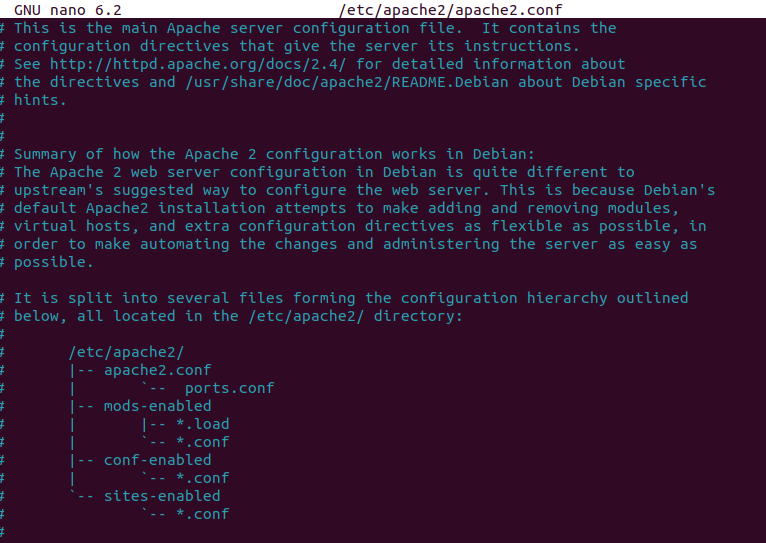 GNU nano 6.2                        /etc/apache2/apache2.conf
# This is the main Apache server configuration file.  It contains the
# configuration directives that give the server its instructions.
# See http://httpd.apache.org/docs/2.4/ for detailed information about
# the directives and /usr/share/doc/apache2/README.Debian about Debian specific
# hints.
#
#
# Summary of how the Apache 2 configuration works in Debian:
# The Apache 2 web server configuration in Debian is quite different to
# upstream's suggested way to configure the web server. This is because Debian's
# default Apache2 installation attempts to make adding and removing modules,
# virtual hosts, and extra configuration directives as flexible as possible, in
# order to make automating the changes and administering the server as easy as
# possible.

# It is split into several files forming the configuration hierarchy outlined
# below, all located in the /etc/apache2/ directory:
#
#       /etc/apache2/
#       |-- apache2.conf
#       |       `--  ports.conf
#       |-- mods-enabled
#       |       |-- *.load
#       |       `-- *.conf
#       |-- conf-enabled
#       |       `-- *.conf
#       `-- sites-enabled
#               `-- *.conf
#